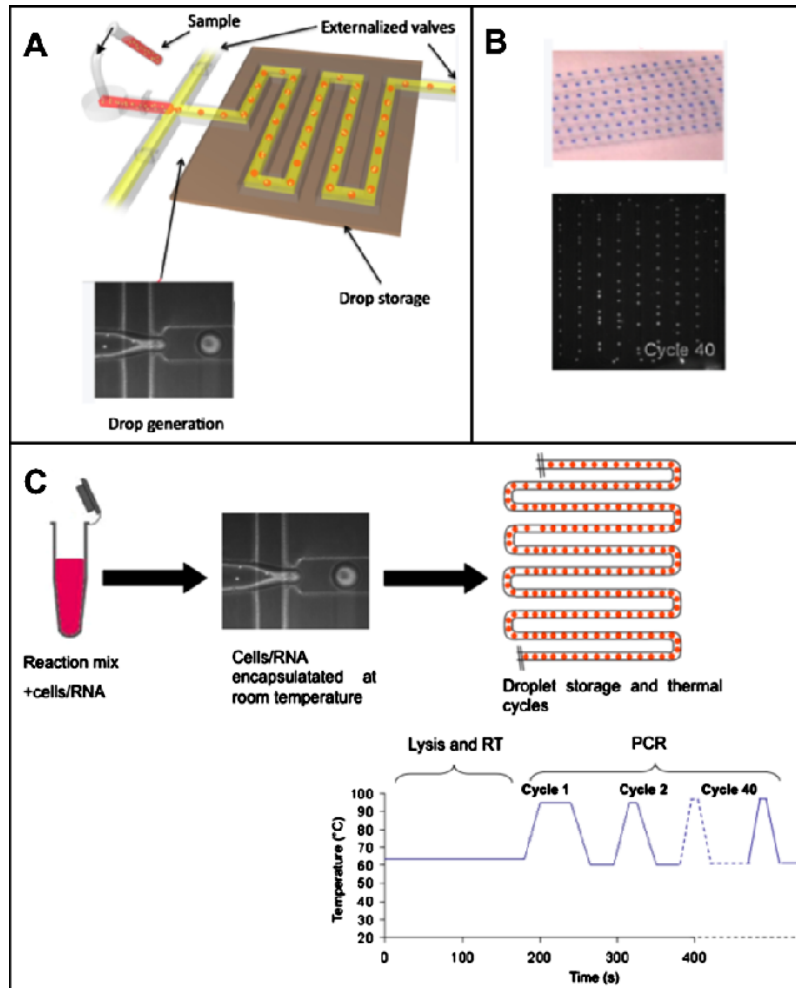 A
Sample
Externalized valves
Drop storage
Drop generation
B
Cycle 40
C
Reaction mix
+cells/RNA
Cells/RNA
encapsulatated at
room temperature
Droplet storage and thermal
cycles
Lysis and RT
PCR
Cycle 1
Cycle 2
Cycle 40
Temperature (°C)
100
90
80
70
60
50
40
30
20
0
100
200
300
400
Time (s)